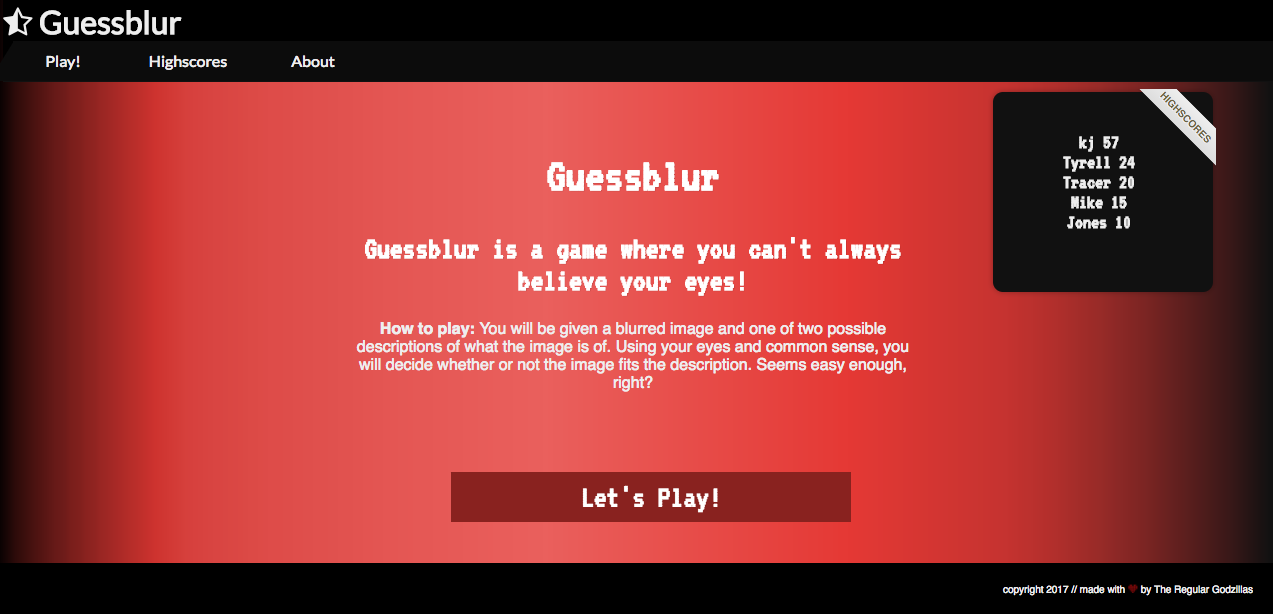 Guessblur
Play!
Highscores
About
Guessblur
Guessblur is a game where you can't always
believe your eyes!
How to play: You will be given a blurred image and one of two possible
descriptions of what the image is of. Using your eyes and common sense, you
will decide whether or not the image fits the description. Seems easy enough,
right?
Let's Play!
HIGHSCORES
kj 57
Tyrell 24
Tracer 20
Mike 15
Jones 10
copyright 2017 // made with ♥ by The Regular Godzillas